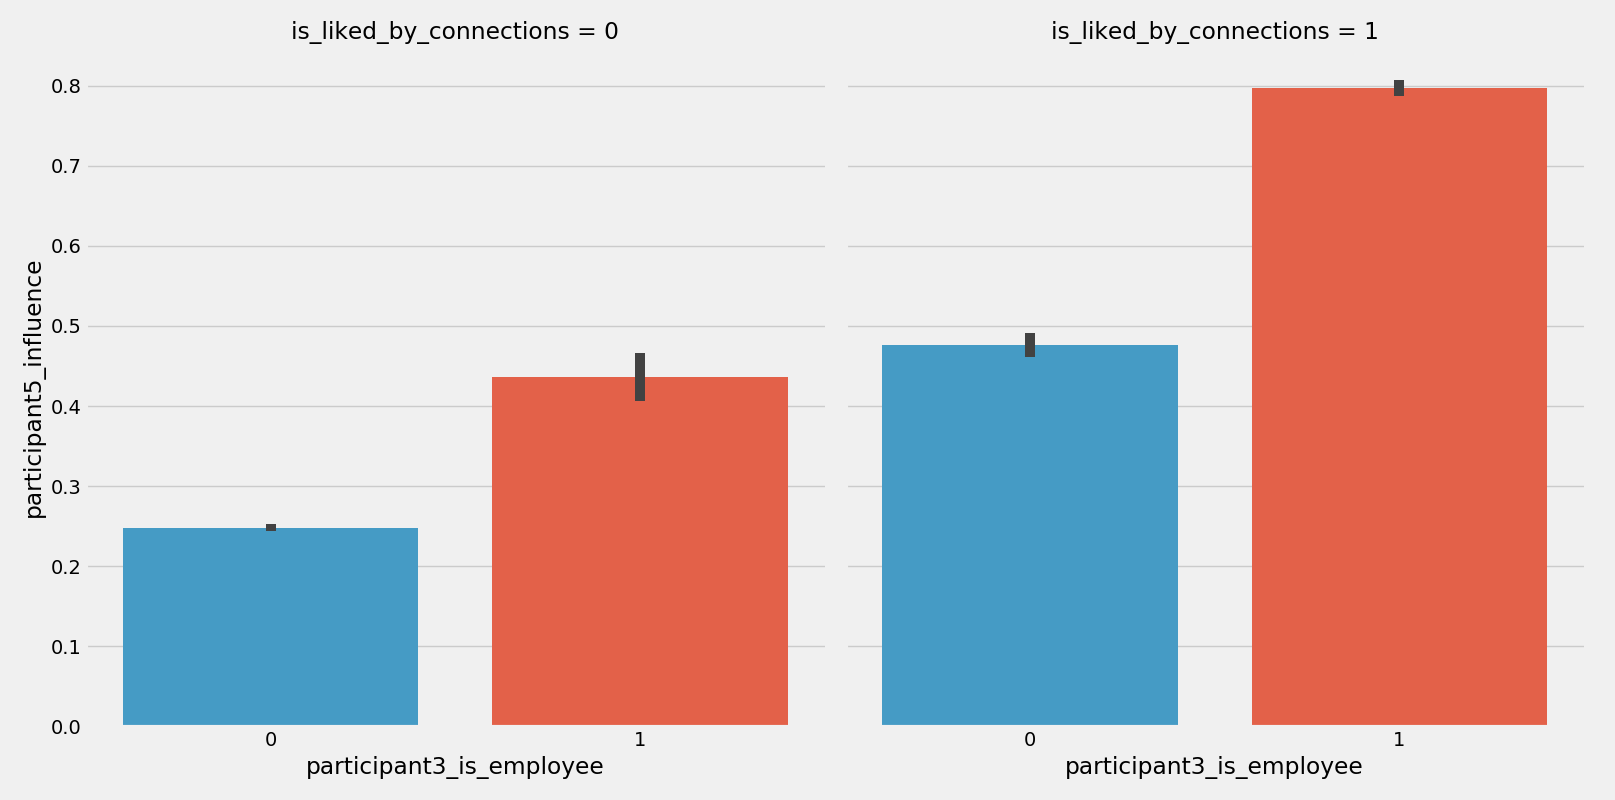 is_liked_by_connections = 0
is_liked_by_connections = 1
participant5_influence
0.8
0.7
0.6
0.5
0.4
0.3
0.2
0.1
0.0
0
1
0
1
participant3_is_employee
participant3_is_employee